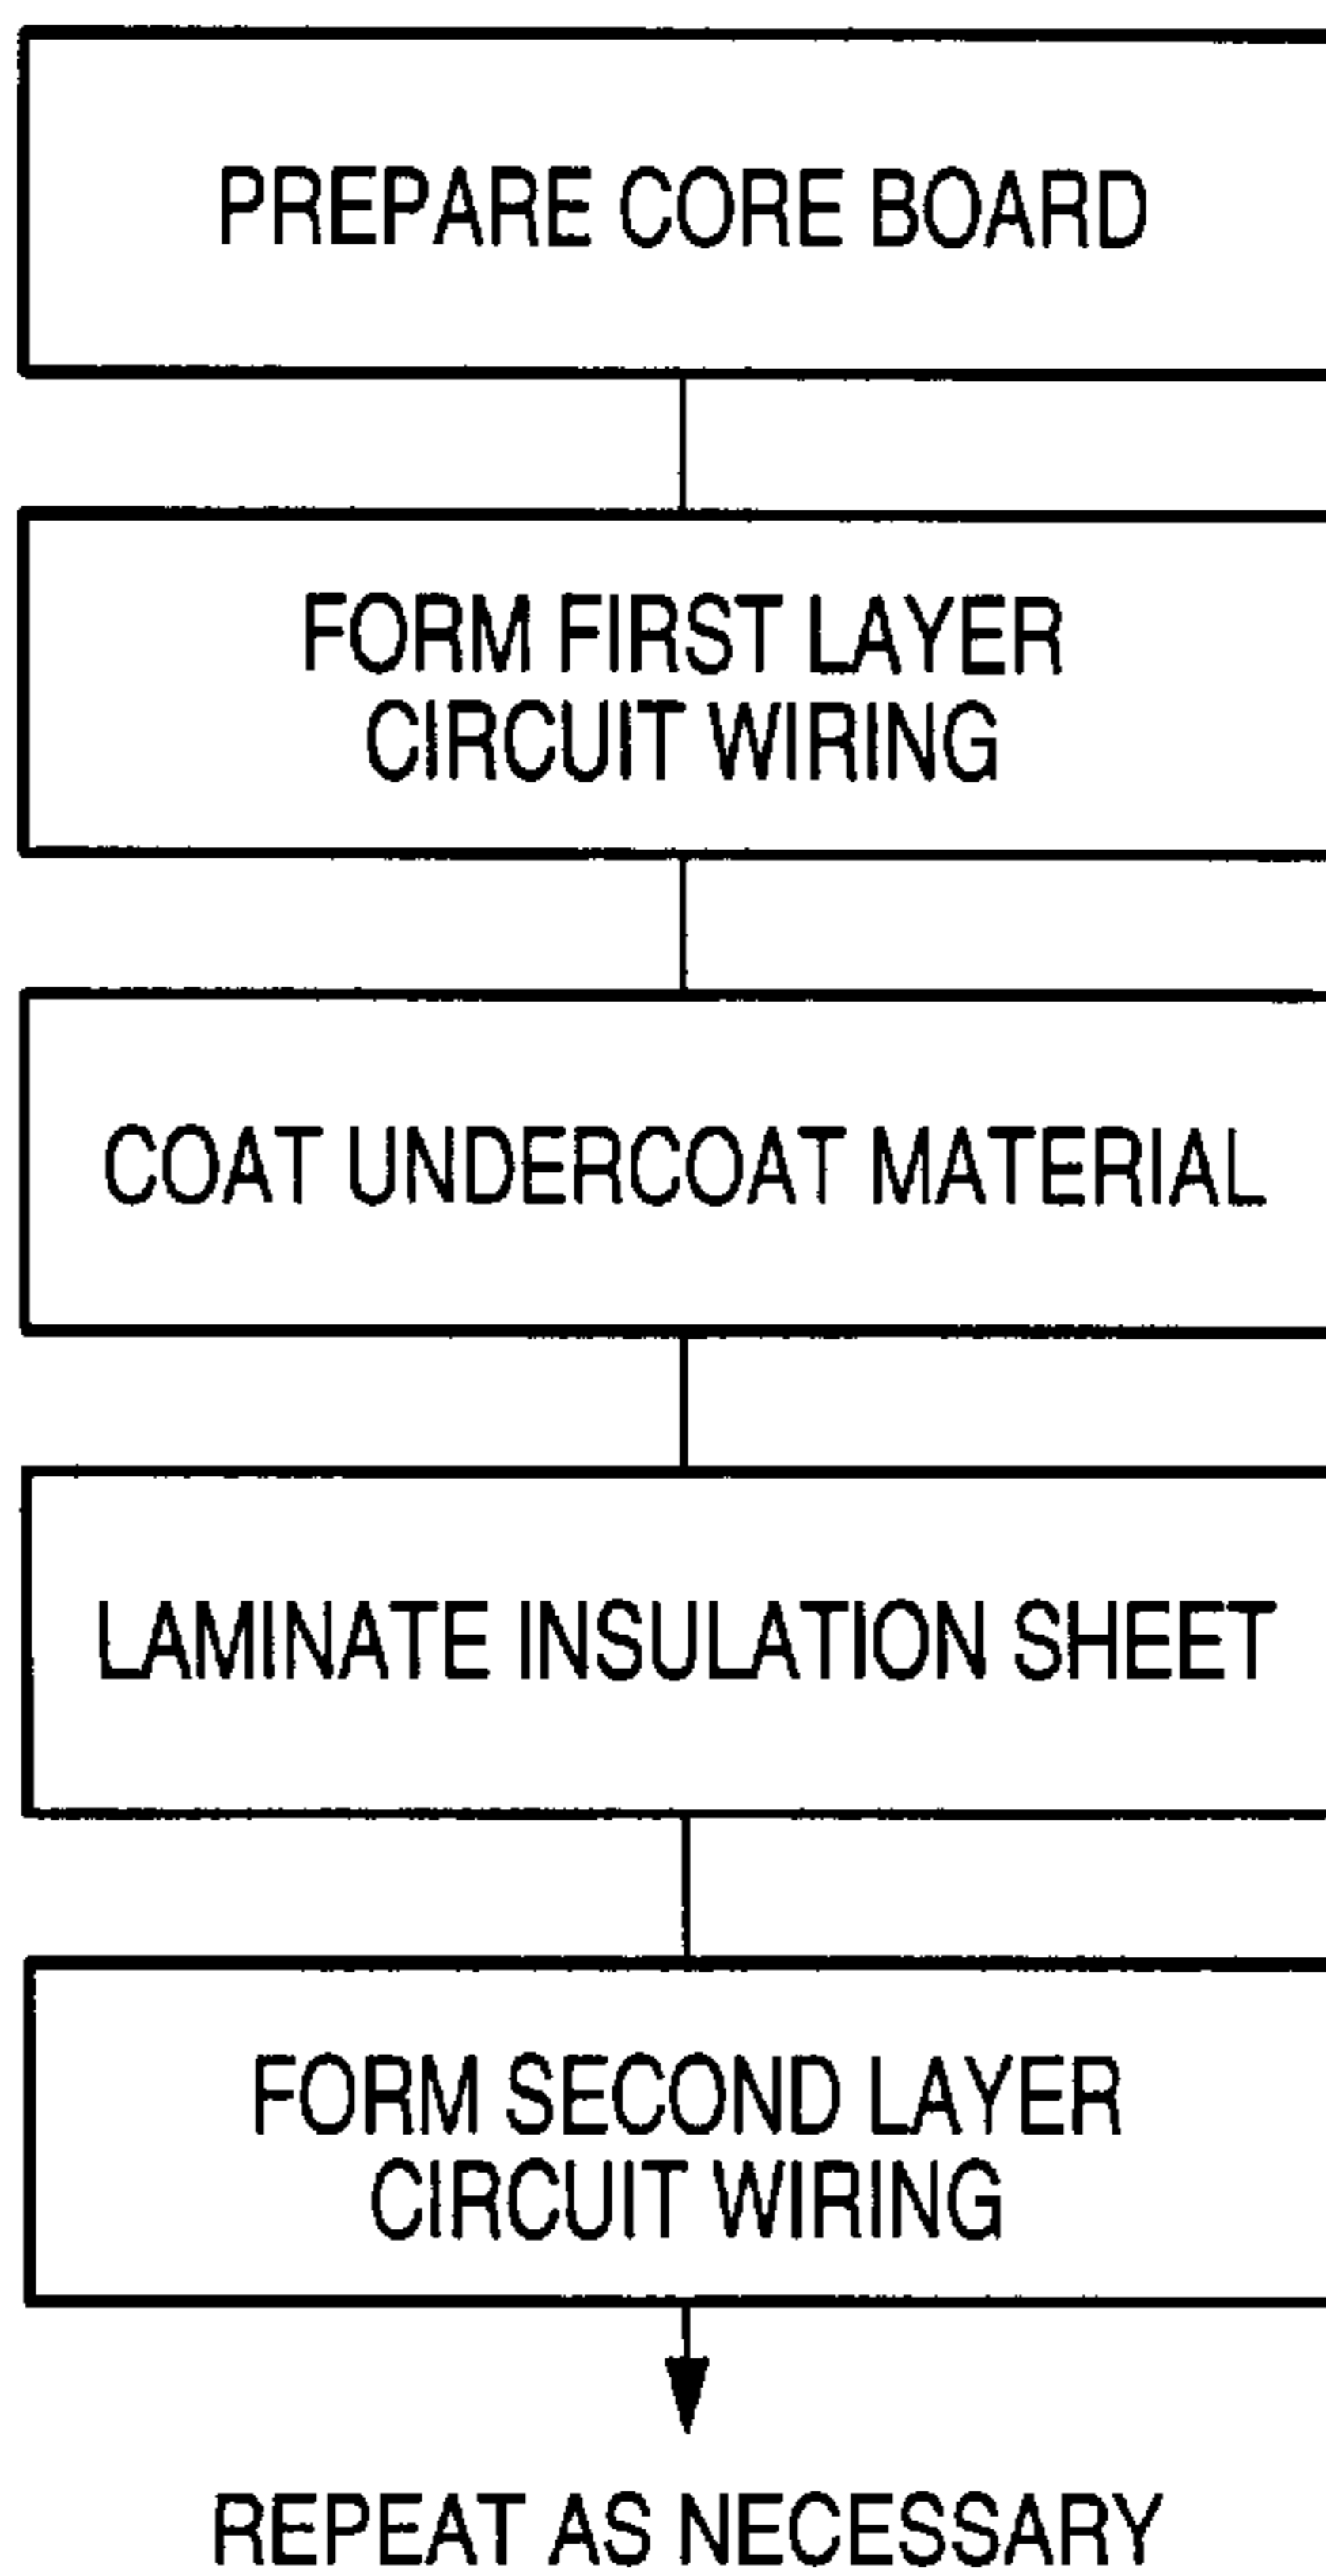 PREPARE CORE BOARD
FORM FIRST LAYER
CIRCUIT WIRING
COAT UNDERCOAT MATERIAL
LAMINATE INSULATION SHEET
FORM SECOND LAYER
CIRCUIT WIRING
REPEAT AS NECESSARY